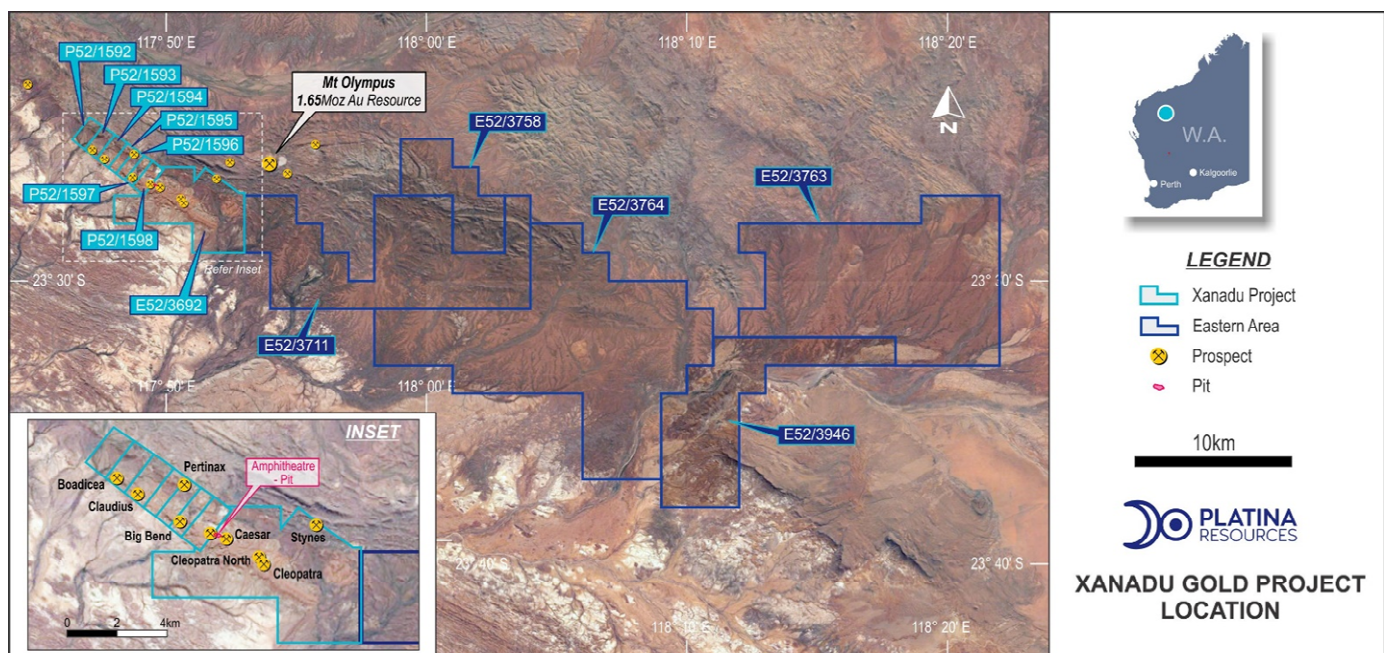 117° 50' E
118° 00' E
118° 10' E
118° 20' E
P52/1592
P52/1593
P52/1594
P52/1595
P52/1596
P52/1597
P52/1598
E52/3692
Refer Inset
Mt Olympus
1.65Moz Au Resource
E52/3758
E52/3764
E52/3763
E52/3711
E52/3946
N
23° 30' S
23° 30' S
117° 50' E
118° 00' E
23° 40' S
23° 40' S
118° 10' E
118° 20' E
INSET
Boadicea
Claudius
Big Bend
Pertinax
Amphitheatre
- Pit
Caesar
Stynes
Cleopatra North
Cleopatra
0 2 4km
W.A.
Kalgoorlie
Perth
LEGEND
Xanadu Project
Eastern Area
Prospect
Pit
10km
PLATINA
RESOURCES
XANADU GOLD PROJECT
LOCATION